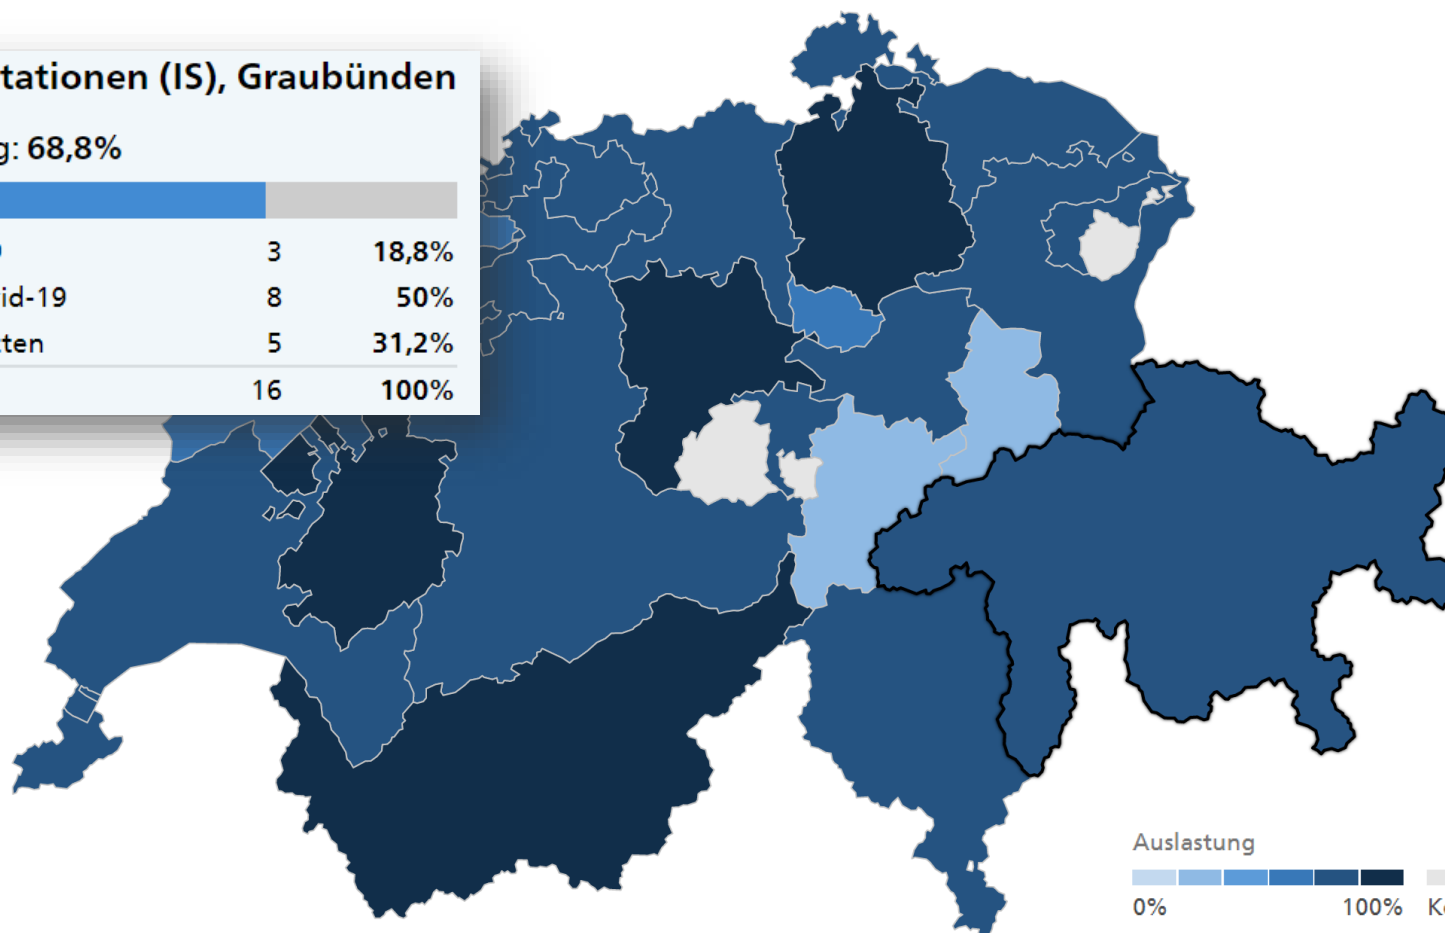 tationen (IS), Graubünden
g: 68,8%
3 18,8%
id-19 8 50%
ten 5 31,2%
16 100%
Auslastung
0% 100% K